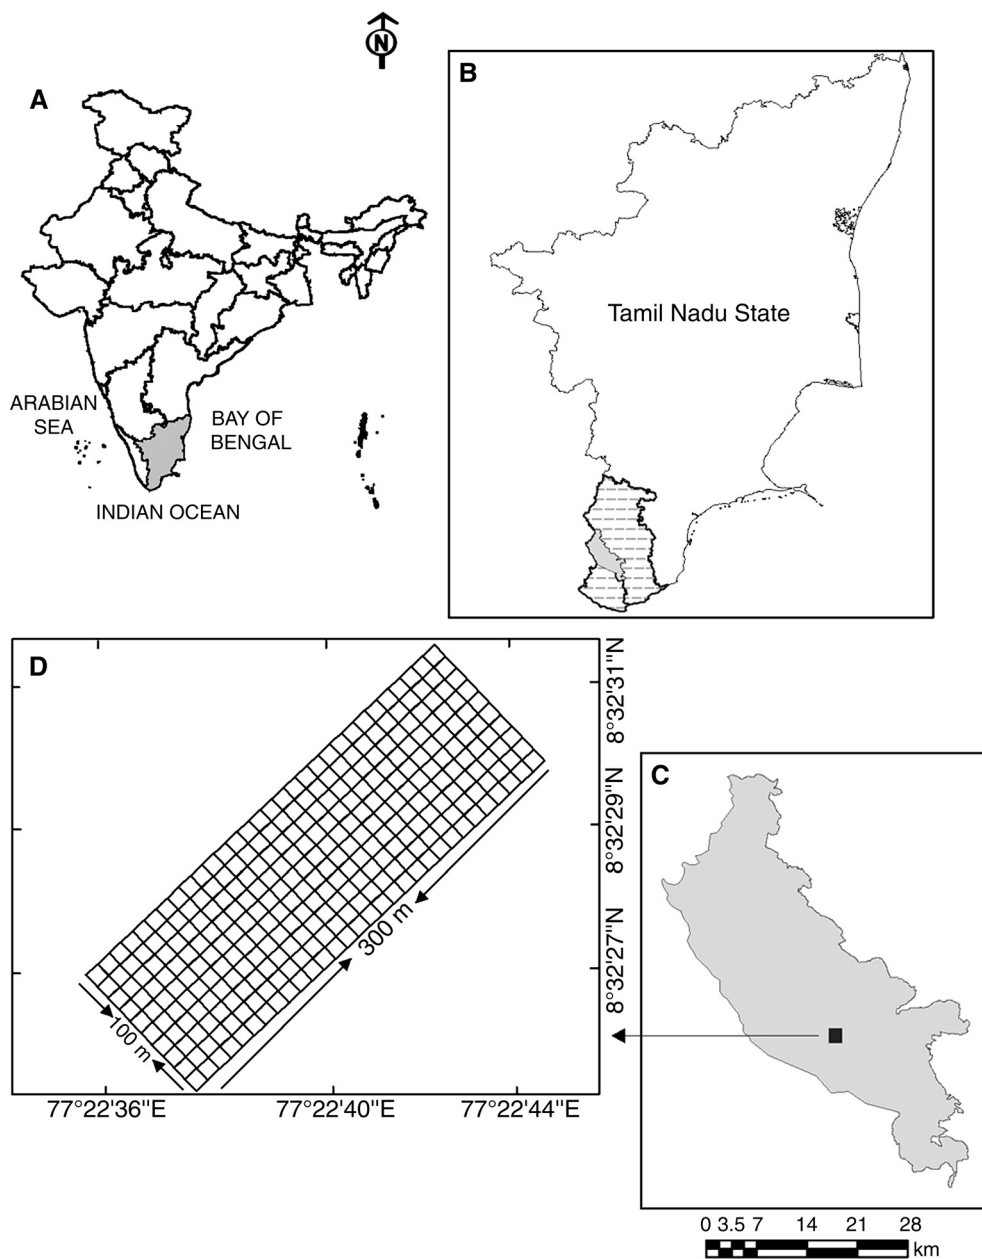 N
A
B
Tamil Nadu State
ARABIAN
SEA
BAY OF
BENGAL
INDIAN OCEAN
D
300 m
100 m
8°32'31"N
8°32'29"N
8°32'27"N
77°22'36"E
77°22'40"E
77°22'44"E
C
0 3.5 7 14 21 28
km